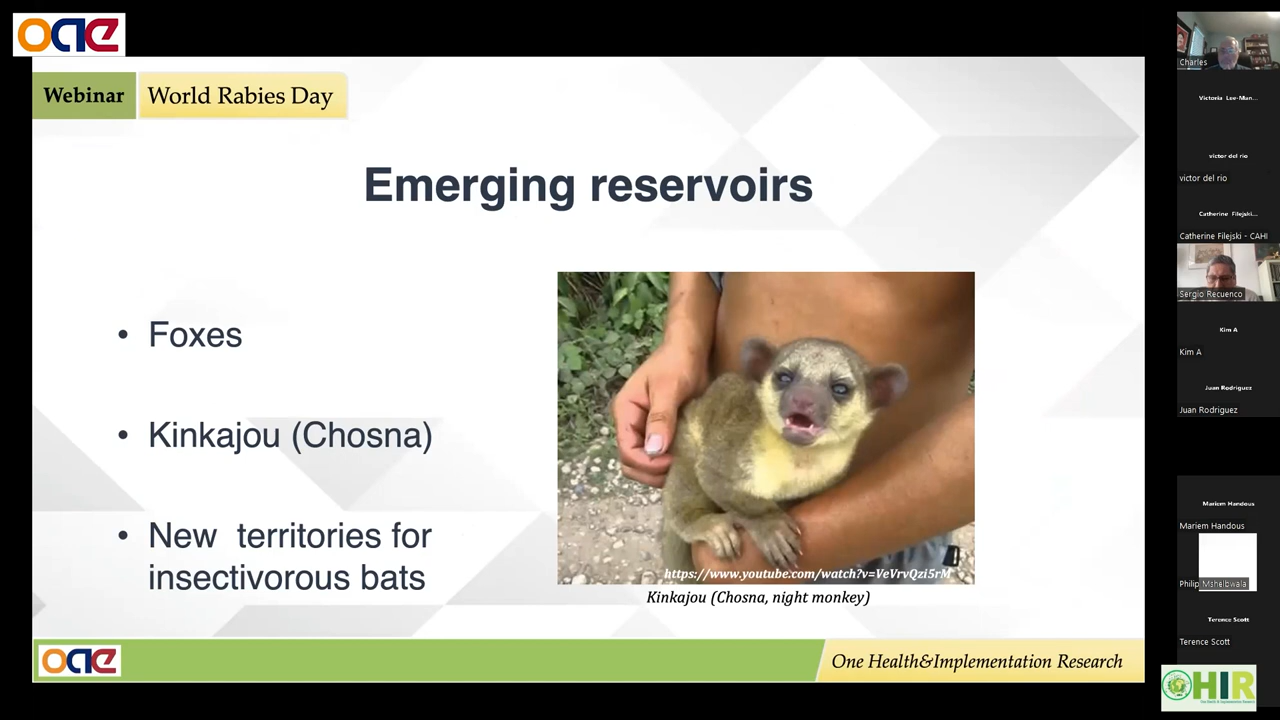 oae
Webinar
World Rabies Day
Emerging reservoirs
• Foxes
• Kinkajou (Chosna)
• New territories for
insectivorous bats
https://www.youtube.com/watch?v=VeVrvQzi5rM
Kinkajou (Chosna, night monkey)
oae
One Health&Implementation Research
Charles
Victoria Lee-Man...
victor del rio
victor del rio
Catherine Filejski...
Catherine Filejski - CAHI
Sergio Recuenco
Kim A
Kim A
Juan Rodriguez
Juan Rodriguez
Mariem Handous
Mariem Handous
Philip Mshelbwala
Terence Scott
Terence Scott
OHIR